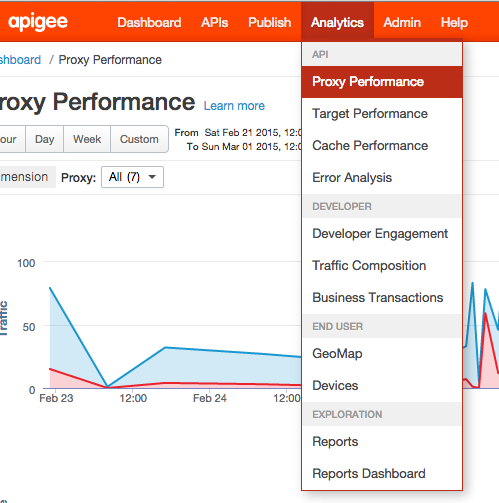 apigee Dashboard APIs Publish Analytics Admin Help
shboard / Proxy Performance
roxy Performance Learn more
our Day Week Custom From Sat Feb 21 2015, 12:0
To Sun Mar 01 2015, 12:0
mension Proxy: All (7)
API
Proxy Performance
Target Performance
Cache Performance
Error Analysis
DEVELOPER
Developer Engagement
Traffic Composition
Business Transactions
END USER
GeoMap
Devices
EXPLORATION
Reports
Reports Dashboard
100
50
0
Traffic
Feb 23 12:00 Feb 24 12:00